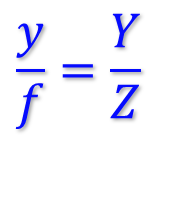 y/f = Y/Z